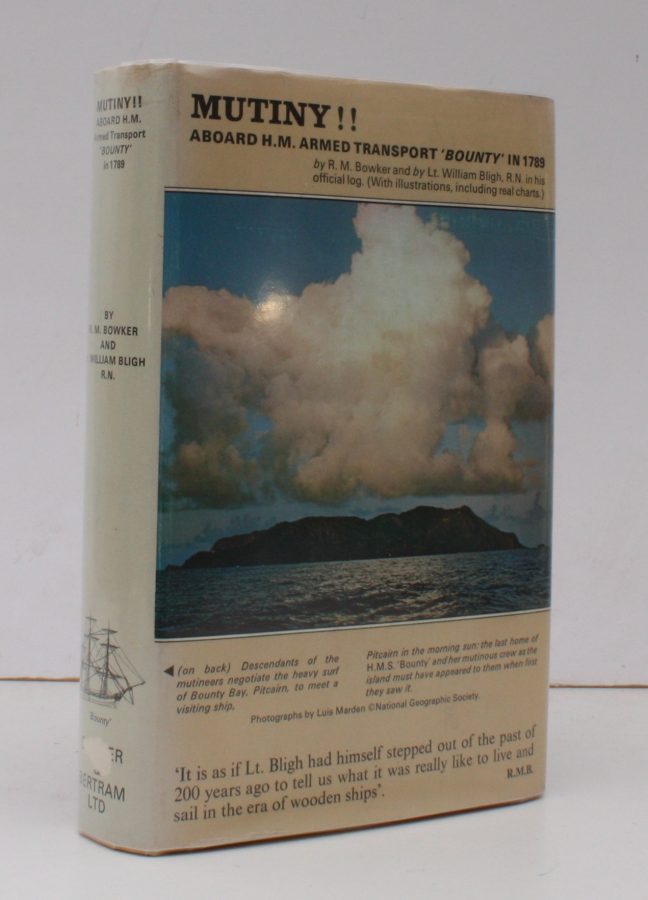 MUTINY!!
ABOARD H.M.
Armed Transport
'BOUNTY'
in 1789
BY
M. BOWKER
AND
WILLIAM BLIGH
R.N.
'Bounty'
BERTRAM
LTD
MUTINY!!
ABOARD H.M. ARMED TRANSPORT 'BOUNTY' IN 1789
by R. M. Bowker and by Lt. William Bligh, R.N. in his
official log. (With illustrations, including real charts.)
(on back) Descendants of the
mutineers negotiate the heavy surf
of Bounty Bay, Pitcairn, to meet a
visiting ship.
Pitcairn in the morning sun: the last home of
H.M.S. 'Bounty' and her mutinous crew as the
island must have appeared to them when first
they saw it.
Photographs by Luis Marden ©National Geographic Society.
'It is as if Lt. Bligh had himself stepped out of the past of
200 years ago to tell us what it was really like to live and
sail in the era of wooden ships'.
R.M.B.